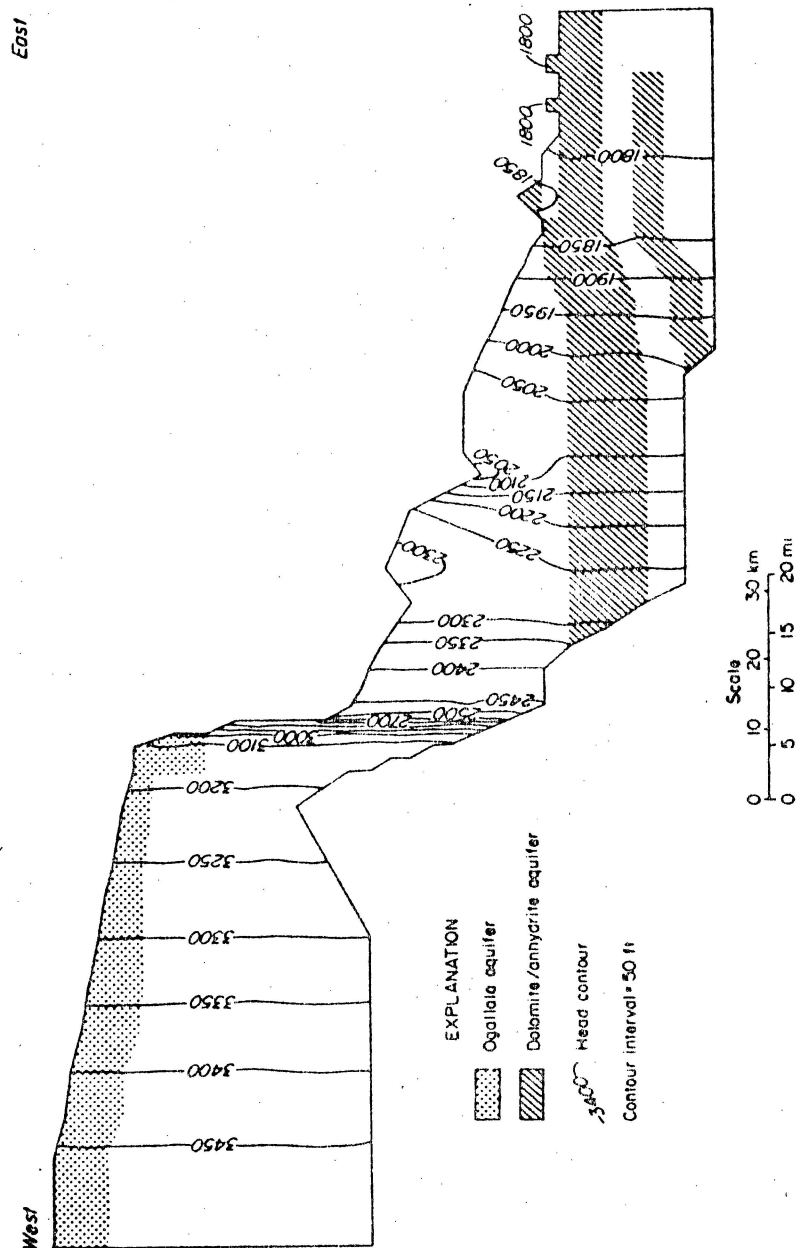 West
East
3450
3400
3350
3300
3250
3200
3100
3000
2700
2500
2450
2400
2350
2300
2300
2250
2200
2150
2100
2050
2050
2000
1950
1900
1850
1850
1800
1800
1800
EXPLANATION
Ogallala aquifer
Dolomite/anhydrite aquifer
3400 Head contour
Contour interval = 50 ft
Scale
0 10 20 30 km
0 5 10 15 20 mi